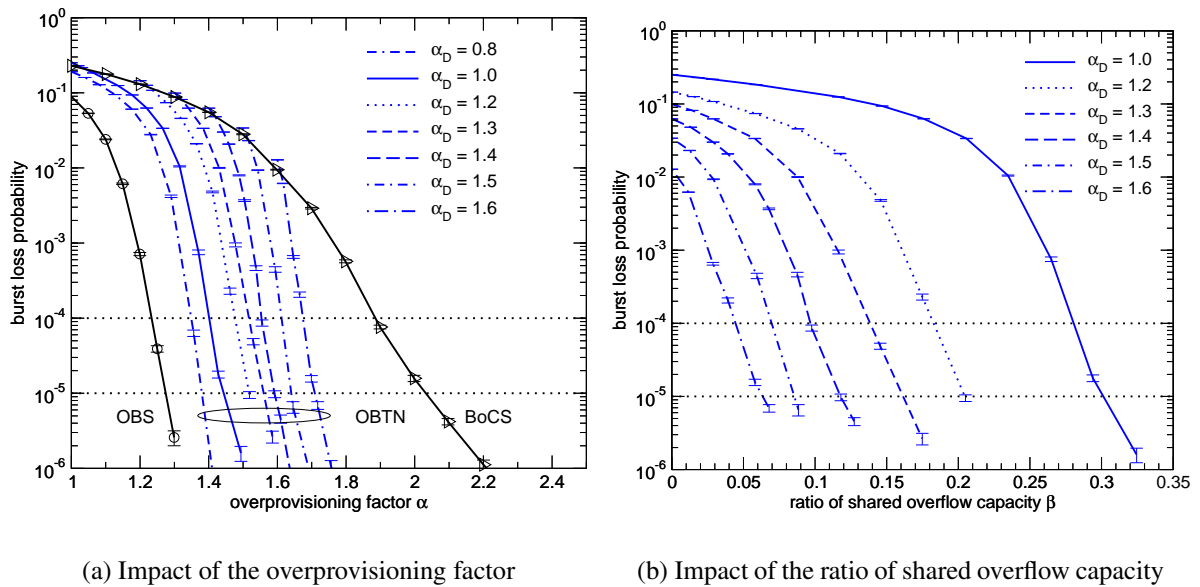 10^0
10^-1
10^-2
10^-3
10^-4
10^-5
10^-6
burst loss probability
α_D = 0.8
α_D = 1.0
α_D = 1.2
α_D = 1.3
α_D = 1.4
α_D = 1.5
α_D = 1.6
OBS
OBTN
BoCS
1 1.2 1.4 1.6 1.8 2.0 2.2 2.4
overprovisioning factor α
(a) Impact of the overprovisioning factor
10^0
10^-1
10^-2
10^-3
10^-4
10^-5
10^-6
burst loss probability
α_D = 1.0
α_D = 1.2
α_D = 1.3
α_D = 1.4
α_D = 1.5
α_D = 1.6
0 0.05 0.10 0.15 0.20 0.25 0.3 0.35
ratio of shared overflow capacity β
(b) Impact of the ratio of shared overflow capacity